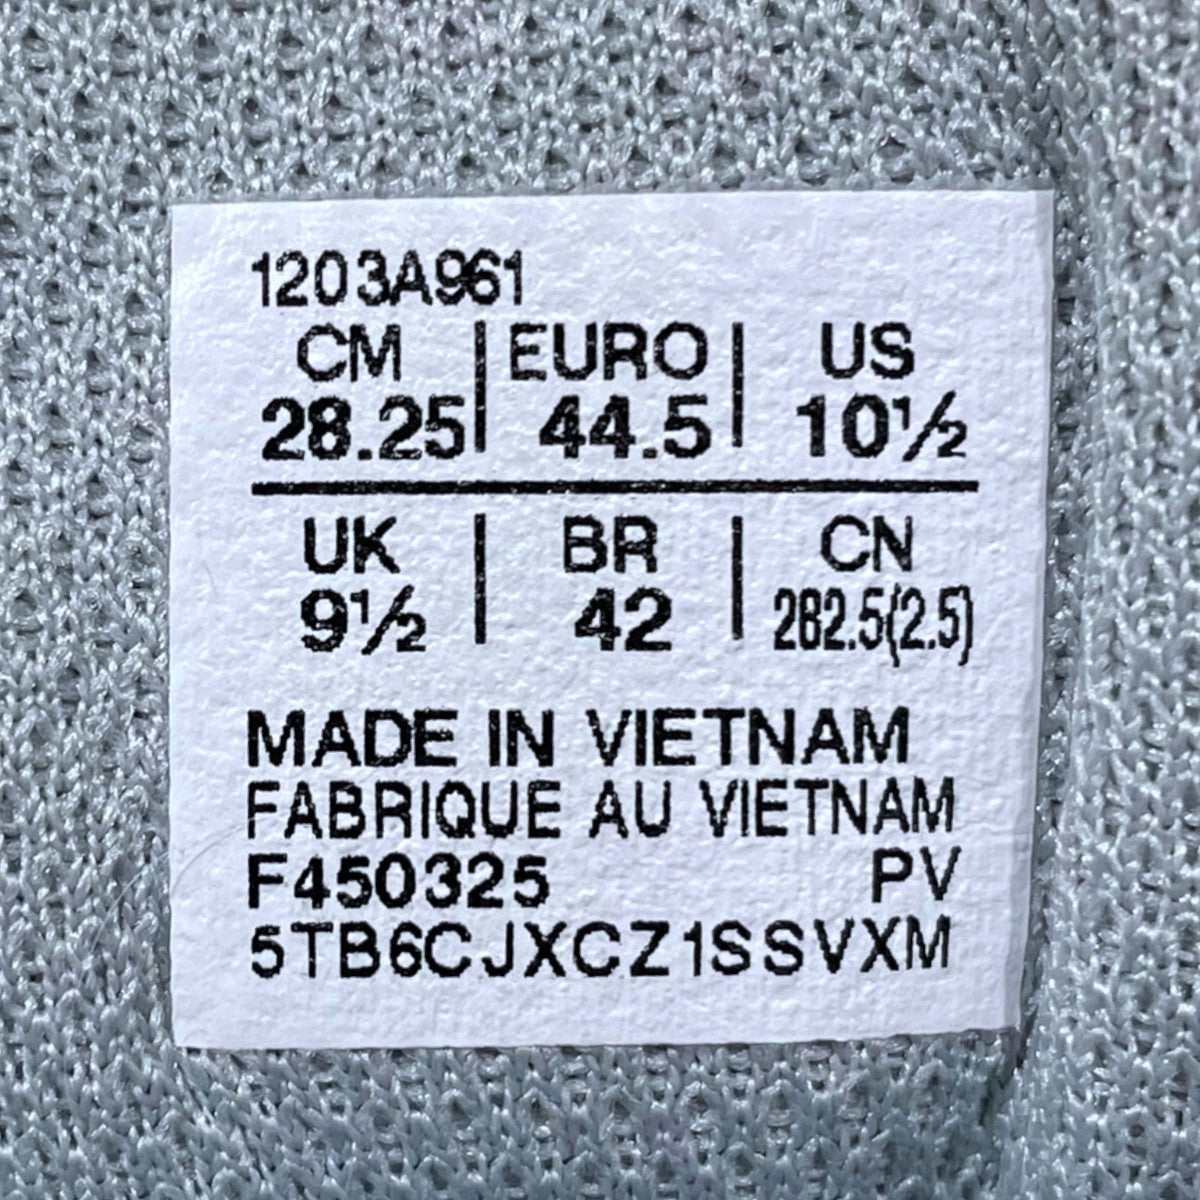 1203A961
CM | EURO | US
28.25 | 44.5 | 10½
UK | BR | CN
9½ | 42 | 282.5(2.5)
MADE IN VIETNAM
FABRIQUE AU VIETNAM
F450325 PV
5TB6CJXCZ1SSVXM